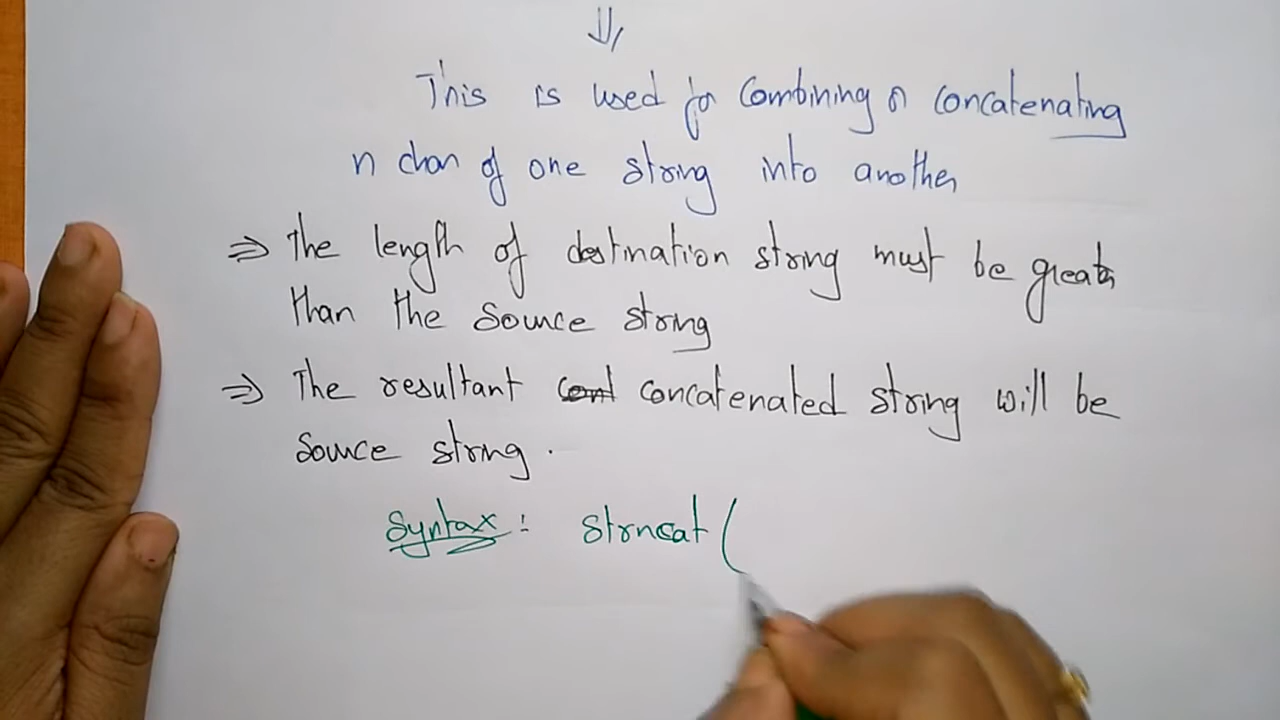 This is used for Combining or Concatenating
n char of one string into another
⇒ The length of destination string must be greater
than the source string
⇒ The resultant concatenated string will be
source string.
Syntax: strncat (